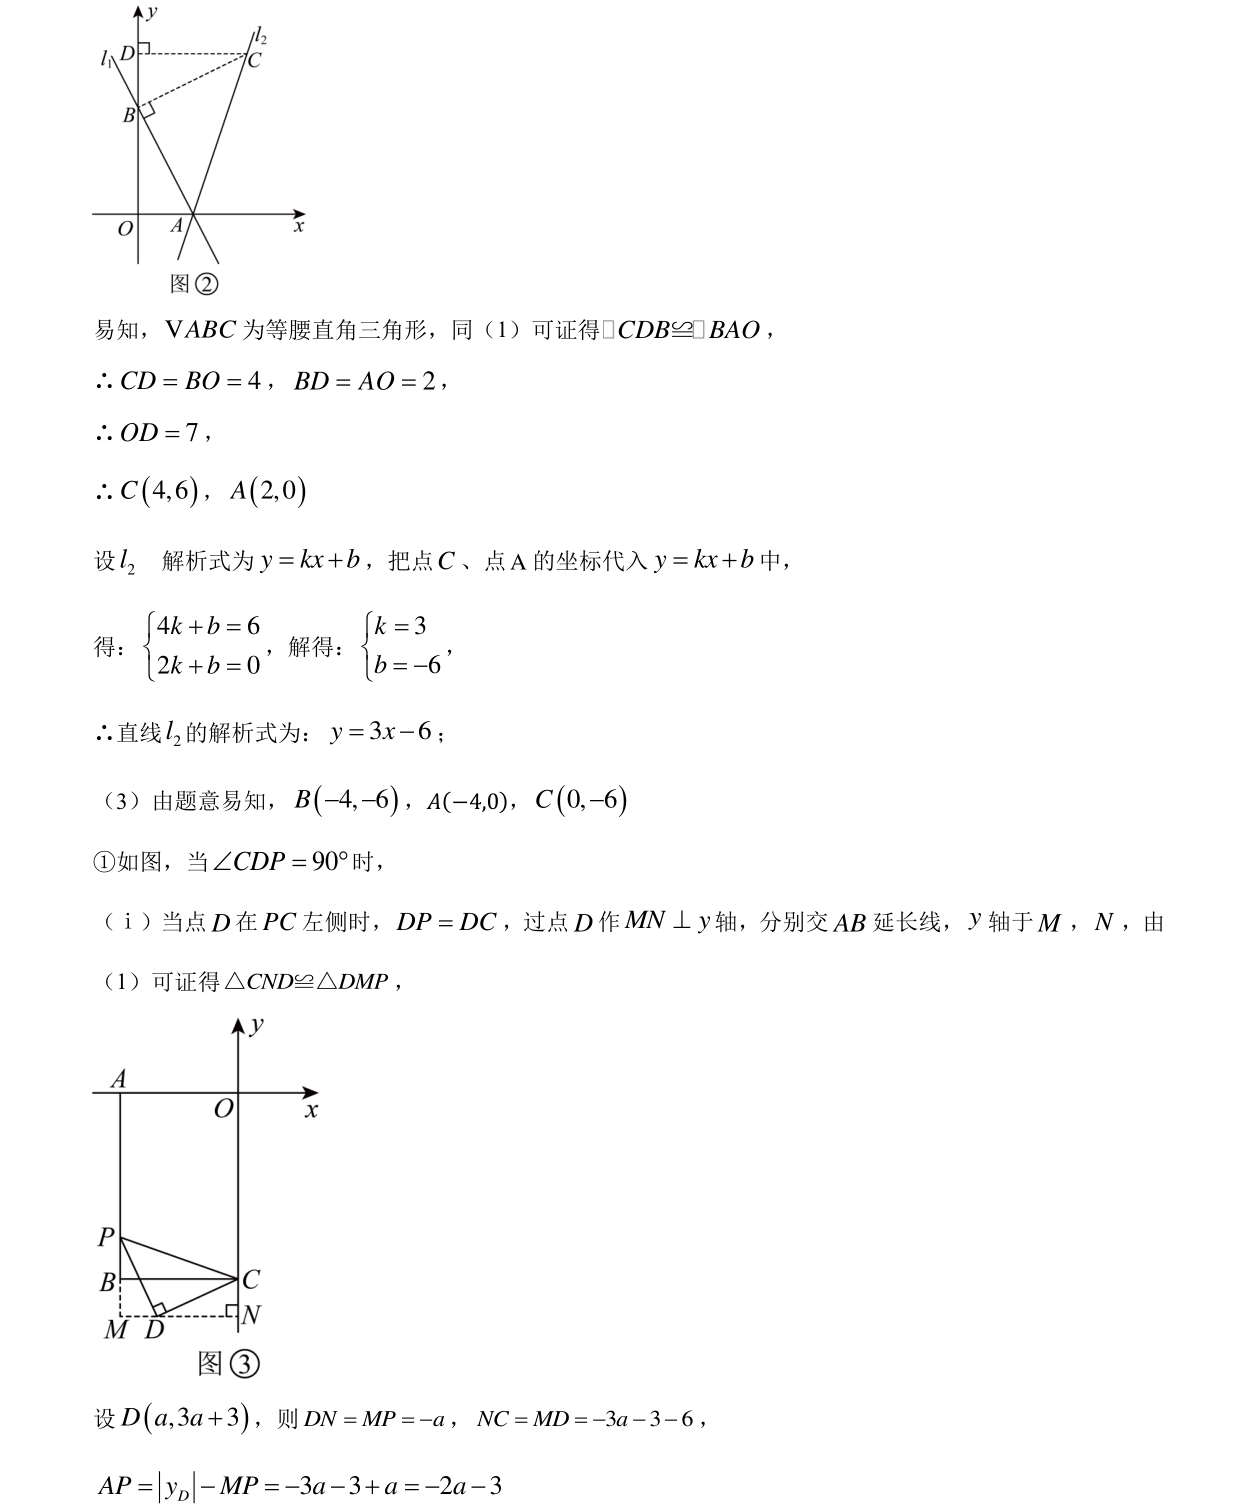 y
l₂
l₁ D C
B
O A x
图②
易知，VABC为等腰直角三角形，同（1）可证得□CDB≌□BAO，
∴CD=BO=4，BD=AO=2，
∴OD=7，
∴C(4,6)，A(2,0)
设l₂ 解析式为y=kx+b，把点C、点A的坐标代入y=kx+b中，
得：{4k+b=6 2k+b=0，解得：{k=3 b=−6，
∴直线l₂的解析式为：y=3x−6；
（3）由题意易知，B(−4,−6)，A(−4,0)，C(0,−6)
①如图，当∠CDP=90°时，
（ⅰ）当点D在PC左侧时，DP=DC，过点D作MN⊥y轴，分别交AB延长线，y轴于M，N，由
（1）可证得△CND≌△DMP，
y
A
O x
P
B C
N
M D
图③
设D(a,3a+3)，则DN=MP=−a，NC=MD=−3a−3−6，
AP=|y_D|−MP=−3a−3+a=−2a−3